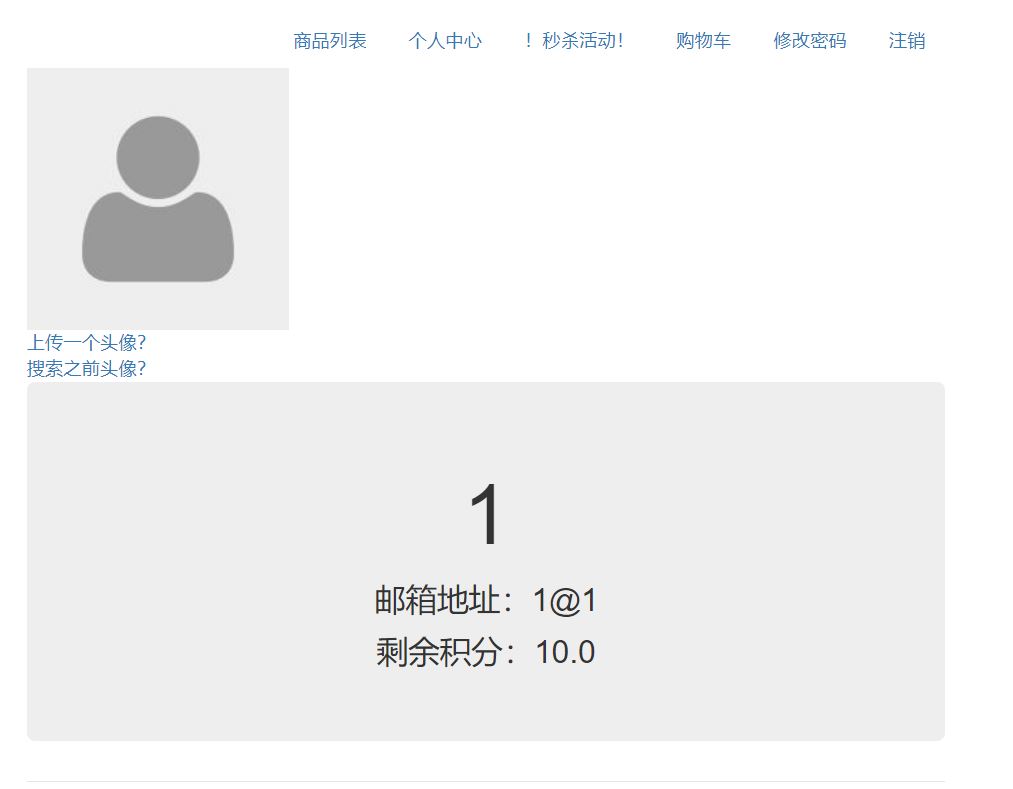 商品列表 个人中心 ！秒杀活动！ 购物车 修改密码 注销
上传一个头像？
搜索之前头像？
1
邮箱地址：1@1
剩余积分：10.0